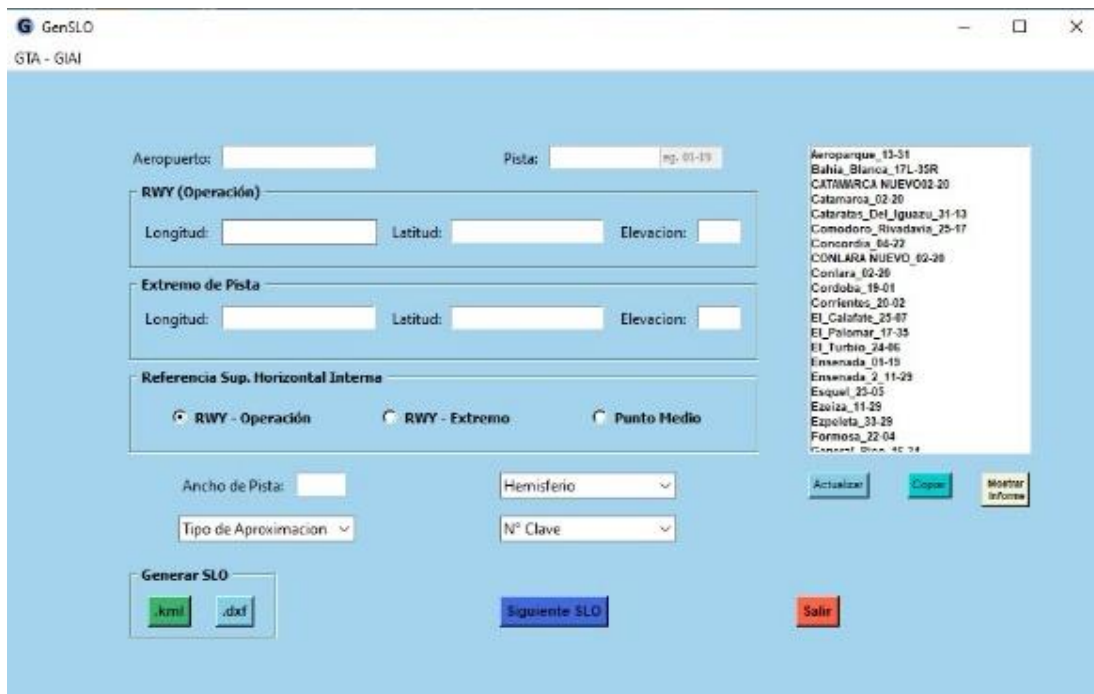 G GenSLO
GTA - GIAI
Aeropuerto:
Pista:
eg. 01-19
RWY (Operación)
Longitud:
Latitud:
Elevacion:
Extremo de Pista
Longitud:
Latitud:
Elevacion:
Referencia Sup. Horizontal Interna
RWY - Operación
RWY - Extremo
Punto Medio
Ancho de Pista:
Hemisferio
Tipo de Aproximacion
N° Clave
Generar SLO
.kml
.dxf
Siguiente SLO
Salir
Aeroparque_13-31
Bahia_Blanca_17L-35R
CATAMARCA NUEVO02-20
Catamarca_02-20
Cataratas_Del_Iguazu_31-13
Comodoro_Rivadavia_25-17
Concordia_04-22
CONLARA NUEVO_02-20
Conlara_02-20
Cordoba_19-01
Corrientes_20-02
El_Calafate_25-07
El_Palomar_17-35
El_Turbio_24-06
Ensenada_01-19
Ensenada_2_11-29
Esquel_23-05
Ezeiza_11-29
Ezpeleta_33-29
Formosa_22-04
Actualizar
Copiar
Mostrar
Informe